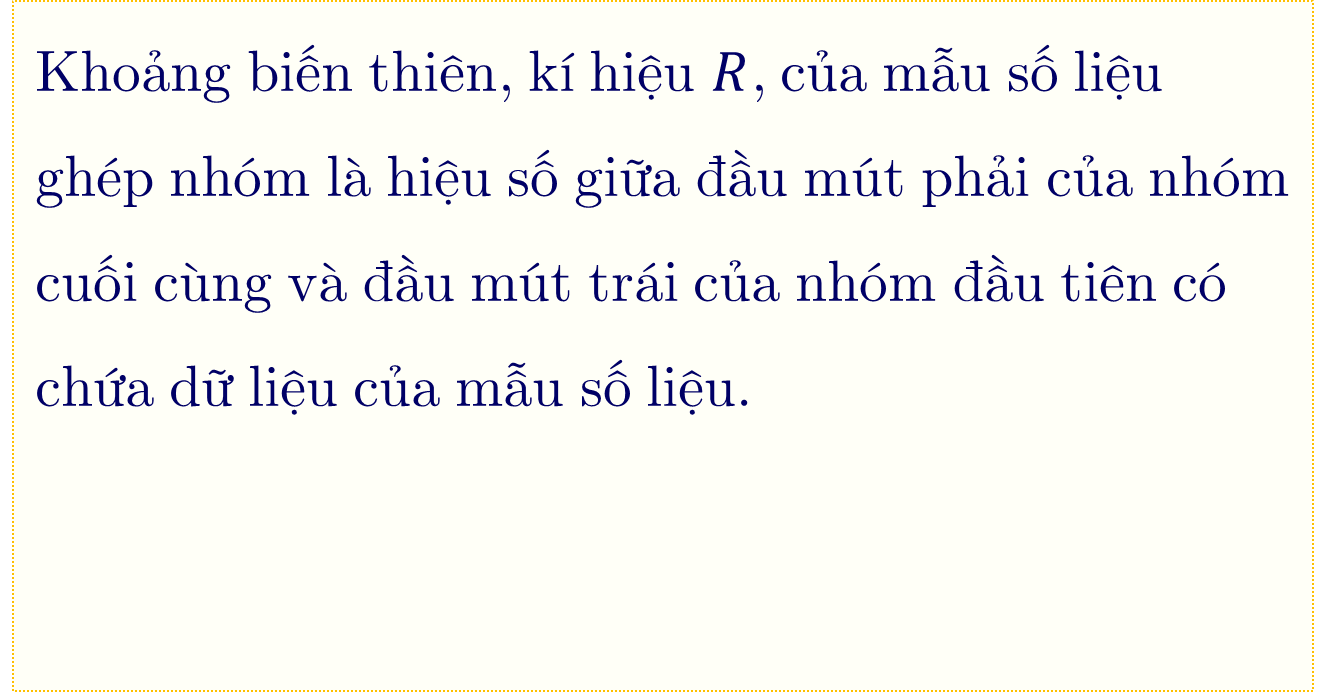 Khoảng biến thiên, kí hiệu R, của mẫu số liệu
ghép nhóm là hiệu số giữa đầu mút phải của nhóm
cuối cùng và đầu mút trái của nhóm đầu tiên có
chứa dữ liệu của mẫu số liệu.